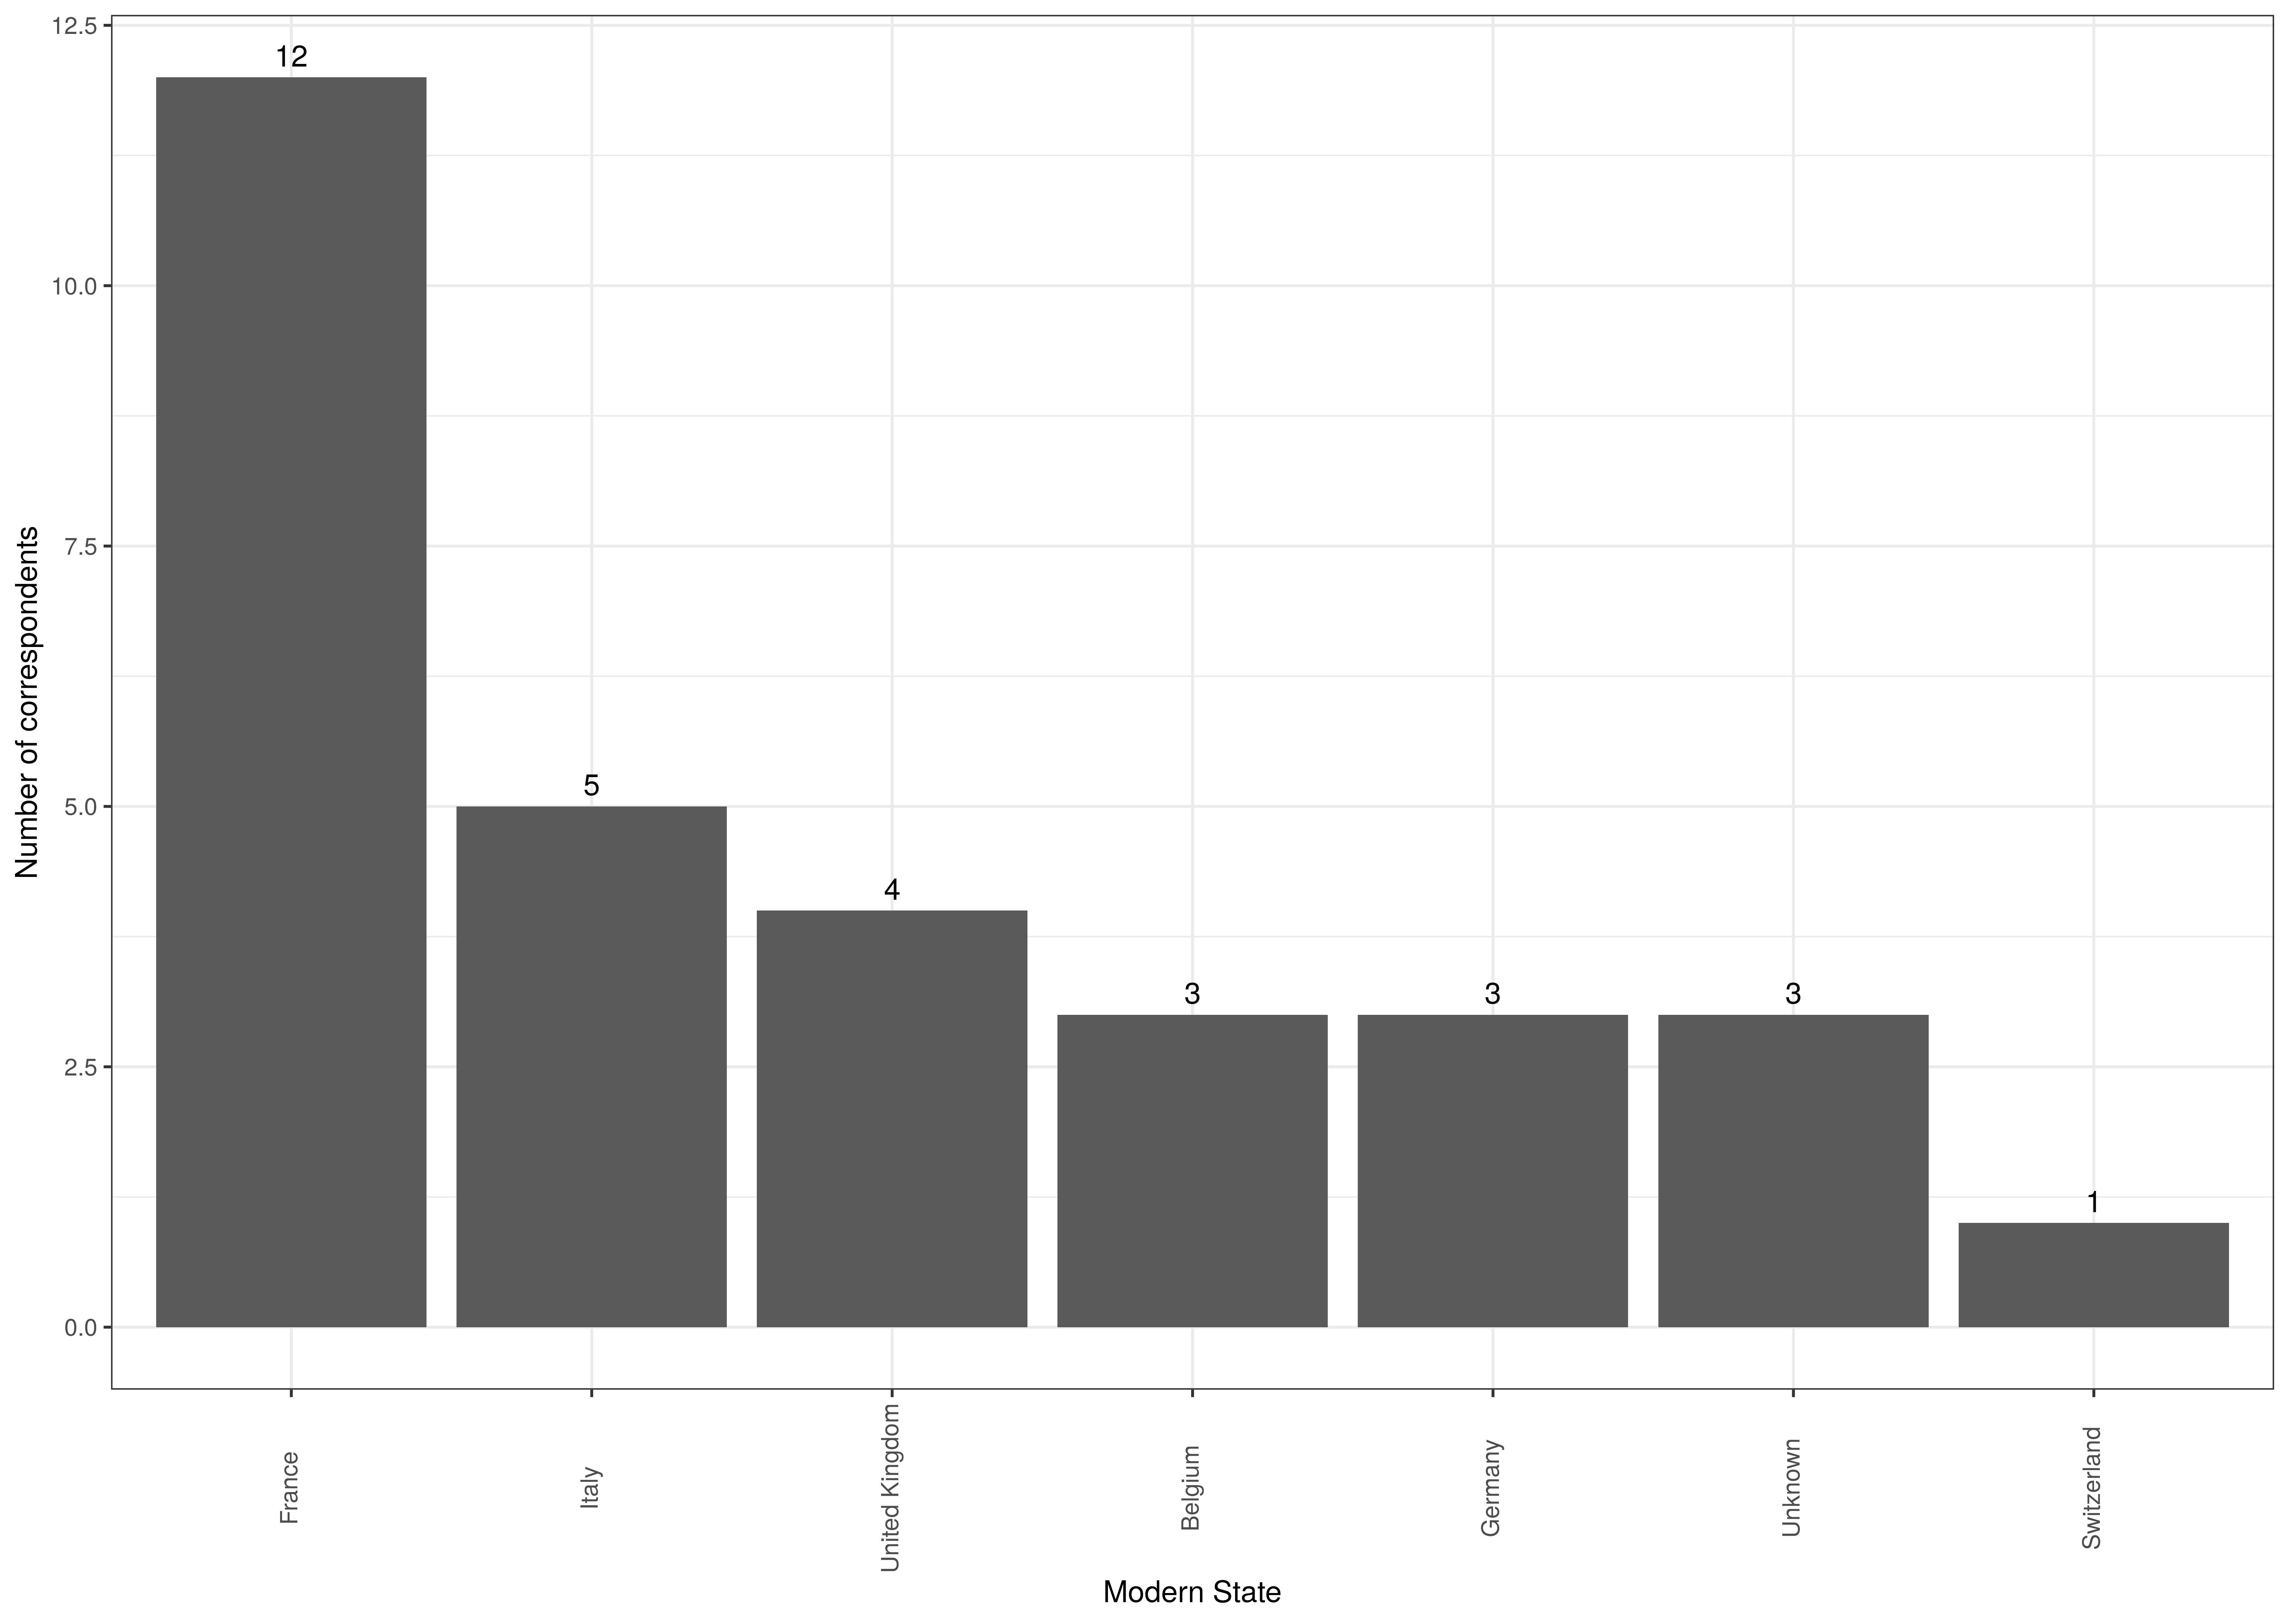 Number of correspondents
12.5
10.0
7.5
5.0
2.5
0.0
12
5
4
3
3
3
1
France
Italy
United Kingdom
Belgium
Germany
Unknown
Switzerland
Modern State